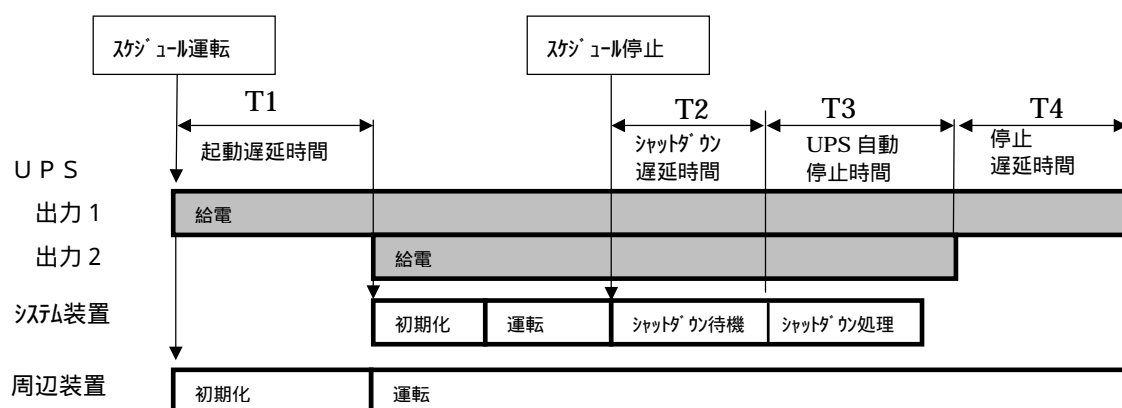 スケジュール運転
スケジュール停止
T1
T2
T3
T4
起動遅延時間
シャットダウン
遅延時間
UPS 自動
停止時間
停止
遅延時間
UPS
出力1
給電
出力2
給電
システム装置
初期化
運転
シャットダウン待機
シャットダウン処理
周辺装置
初期化
運転